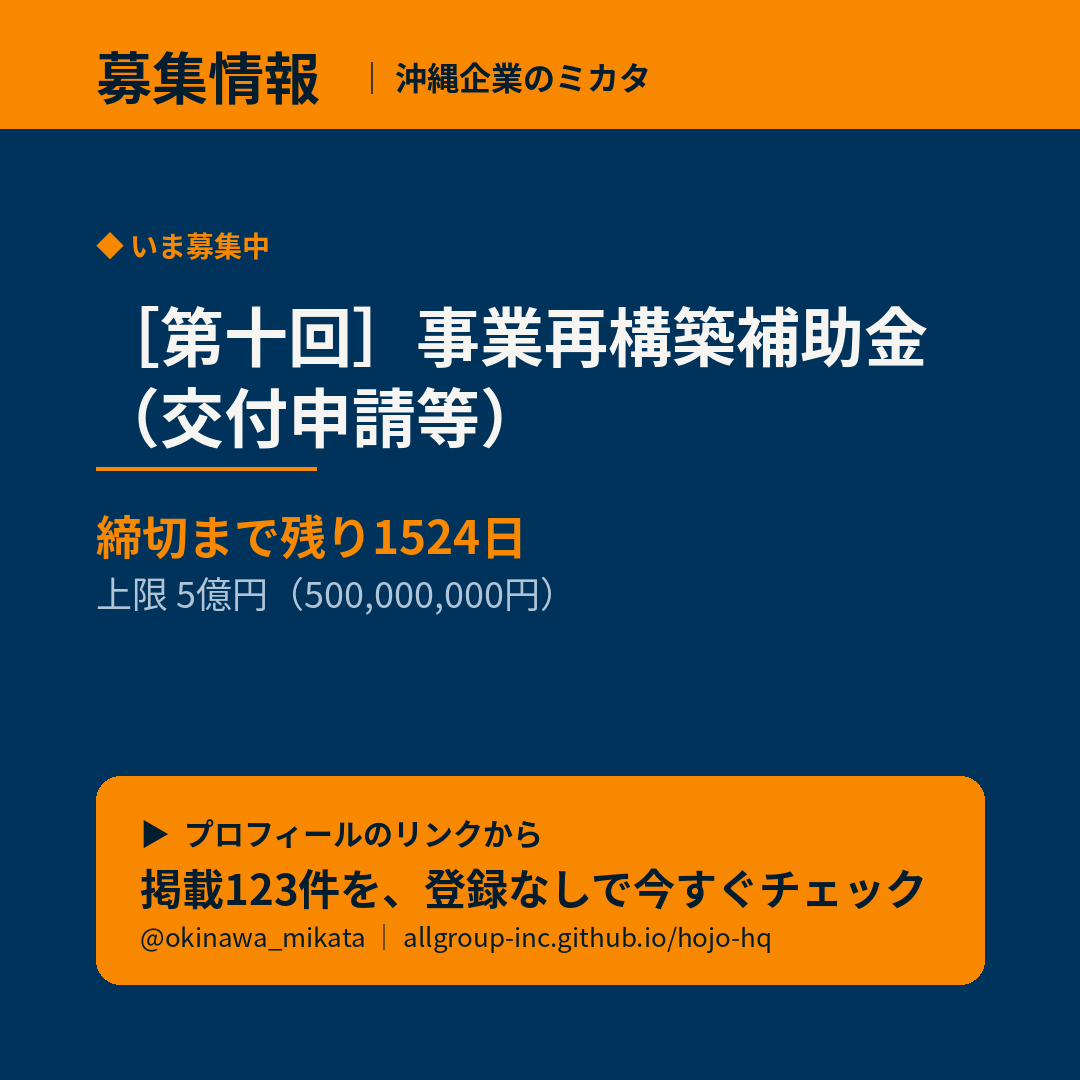 募集情報 ｜ 沖縄企業のミカタ
◆ いま募集中
［第十回］事業再構築補助金
（交付申請等）
締切まで残り1524日
上限 5億円（500,000,000円）
▶ プロフィールのリンクから
掲載123件を、登録なしで今すぐチェック
@okinawa_mikata ｜ allgroup-inc.github.io/hojo-hq